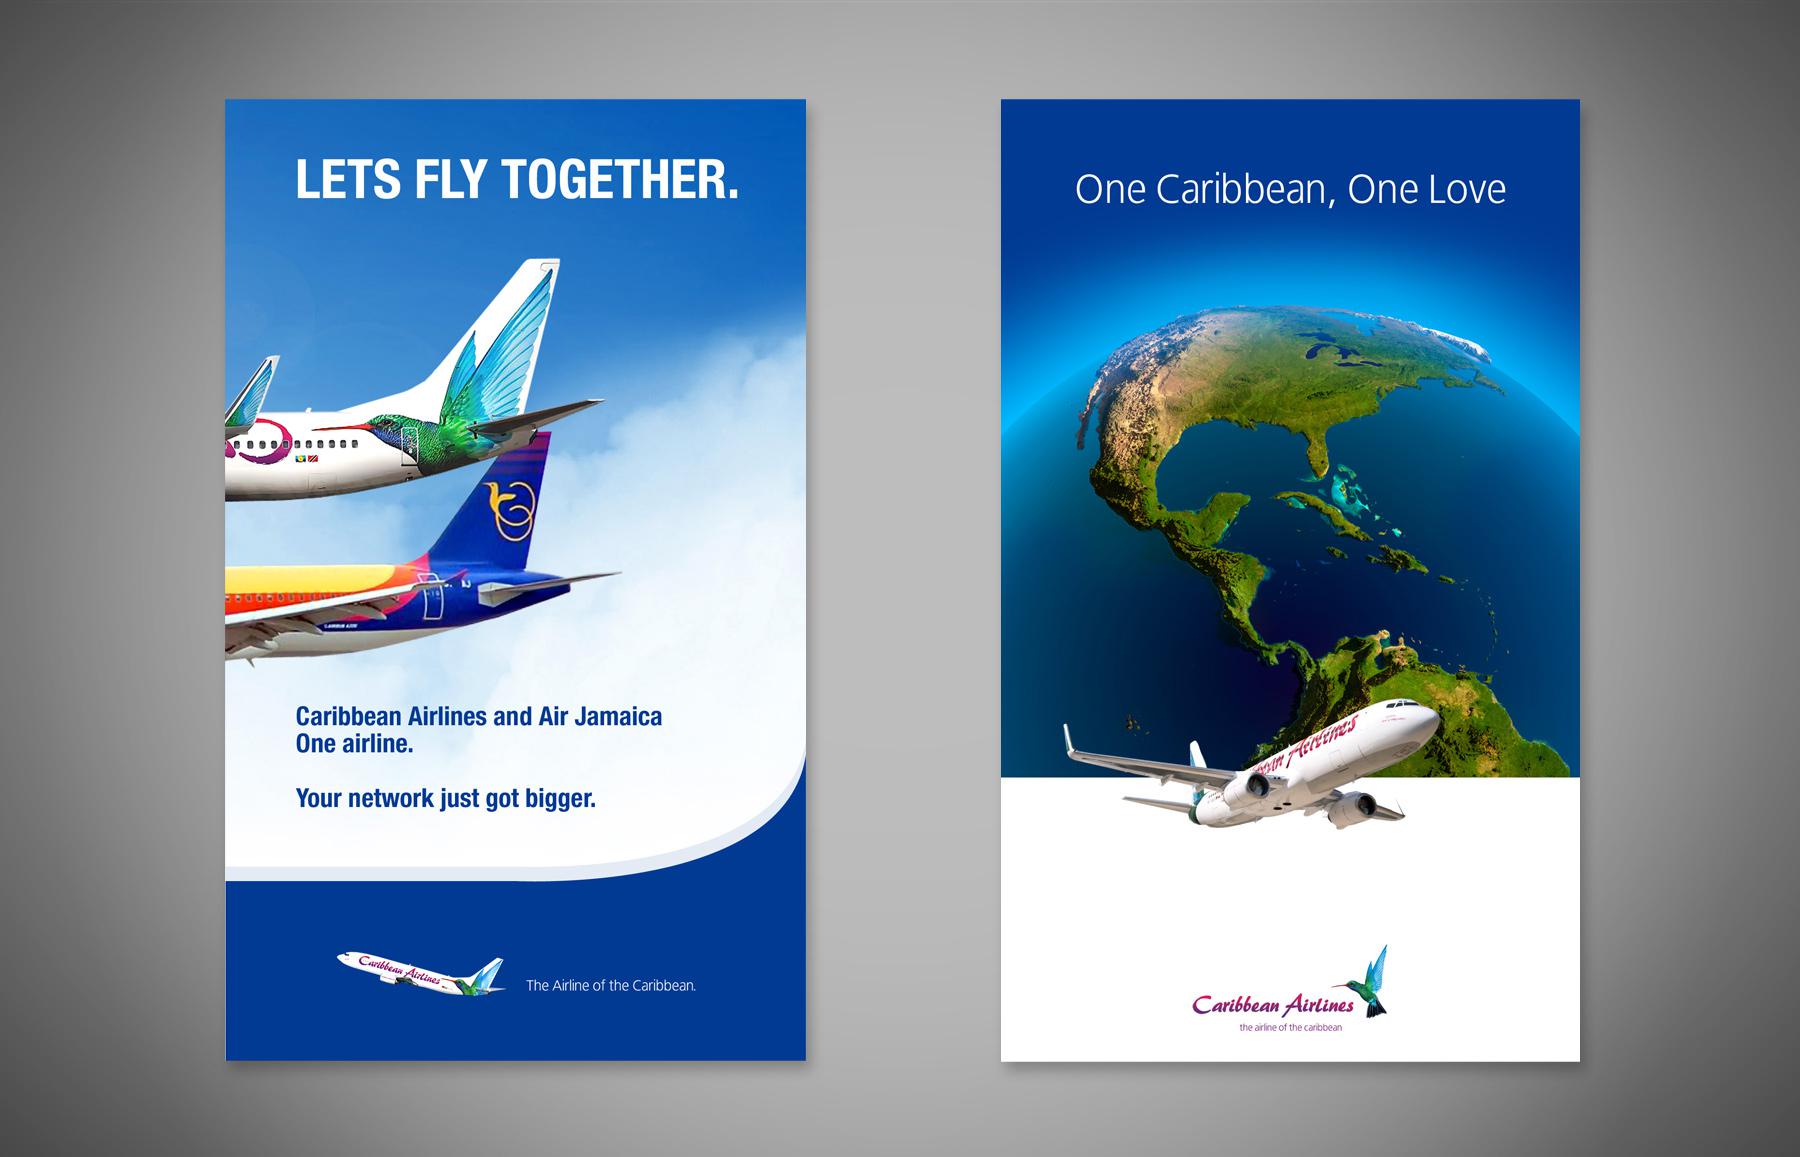 LETS FLY TOGETHER.
Caribbean Airlines and Air Jamaica
One airline.
Your network just got bigger.
Caribbean Airlines
The Airline of the Caribbean.
One Caribbean, One Love
bean Airlines
Caribbean Airlines
the airline of the caribbean